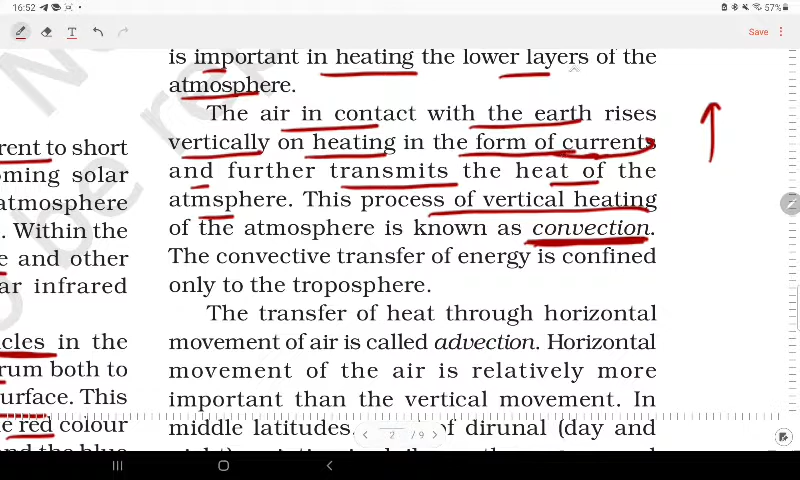 16:52
57%
Save
is important in heating the lower layers of the
atmosphere.
The air in contact with the earth rises
vertically on heating in the form of currents
and further transmits the heat of the
atmsphere. This process of vertical heating
of the atmosphere is known as convection.
The convective transfer of energy is confined
only to the troposphere.
The transfer of heat through horizontal
movement of air is called advection. Horizontal
movement of the air is relatively more
important than the vertical movement. In
middle latitudes, of dirunal (day and
rent to short
oming solar
atmosphere
. Within the
e and other
ar infrared
cles in the
rum both to
urface. This
e red colour
2 / 9